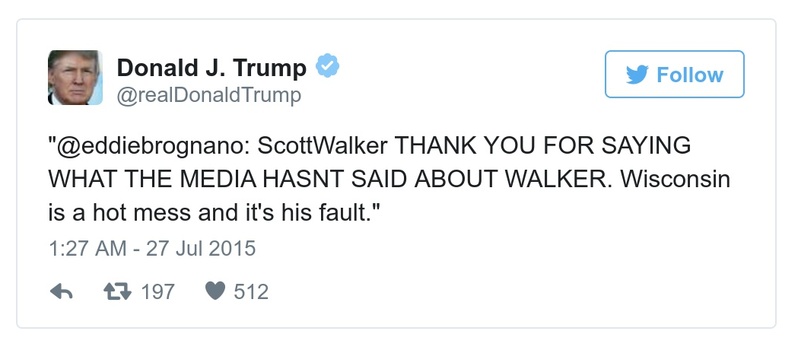 Donald J. Trump
@realDonaldTrump
Follow
"@eddiebrognano: ScottWalker THANK YOU FOR SAYING
WHAT THE MEDIA HASNT SAID ABOUT WALKER. Wisconsin
is a hot mess and it's his fault."
1:27 AM - 27 Jul 2015
197 512